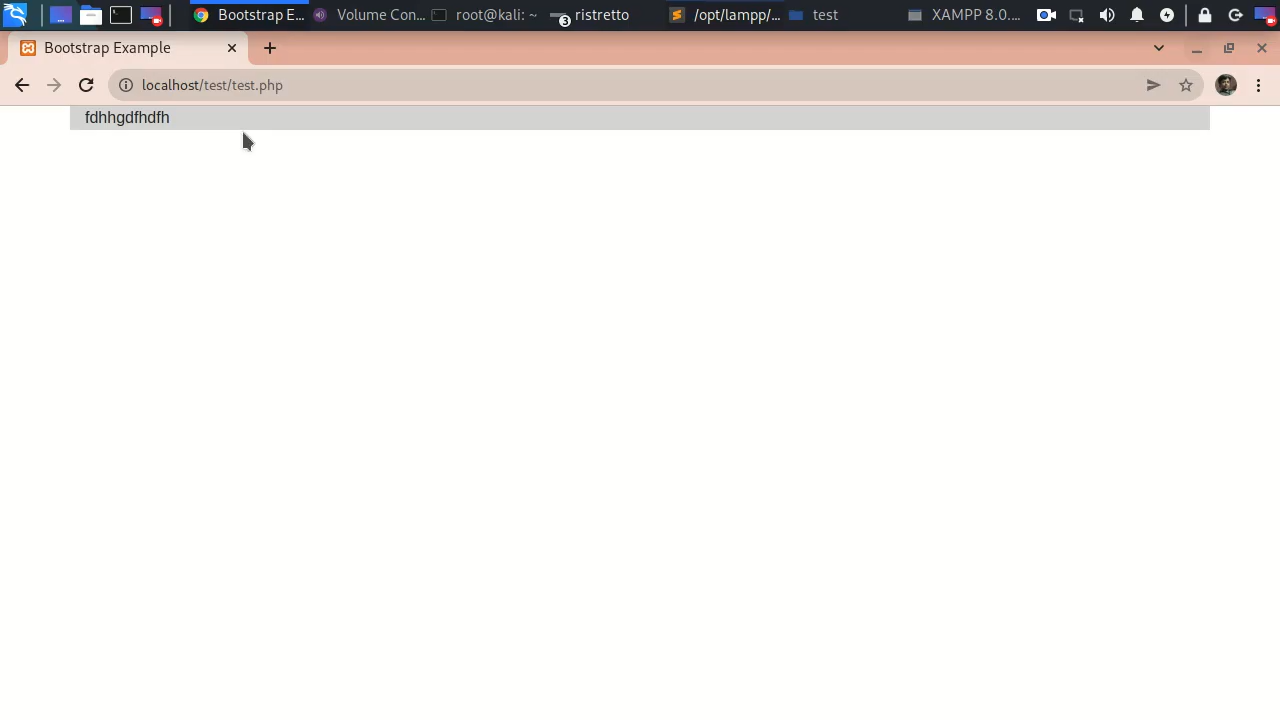 Bootstrap E... Volume Con... root@kali: ~ 3 ristretto /opt/lampp/... test XAMPP 8.0....
Bootstrap Example
localhost/test/test.php
fdhhgdfhdfh